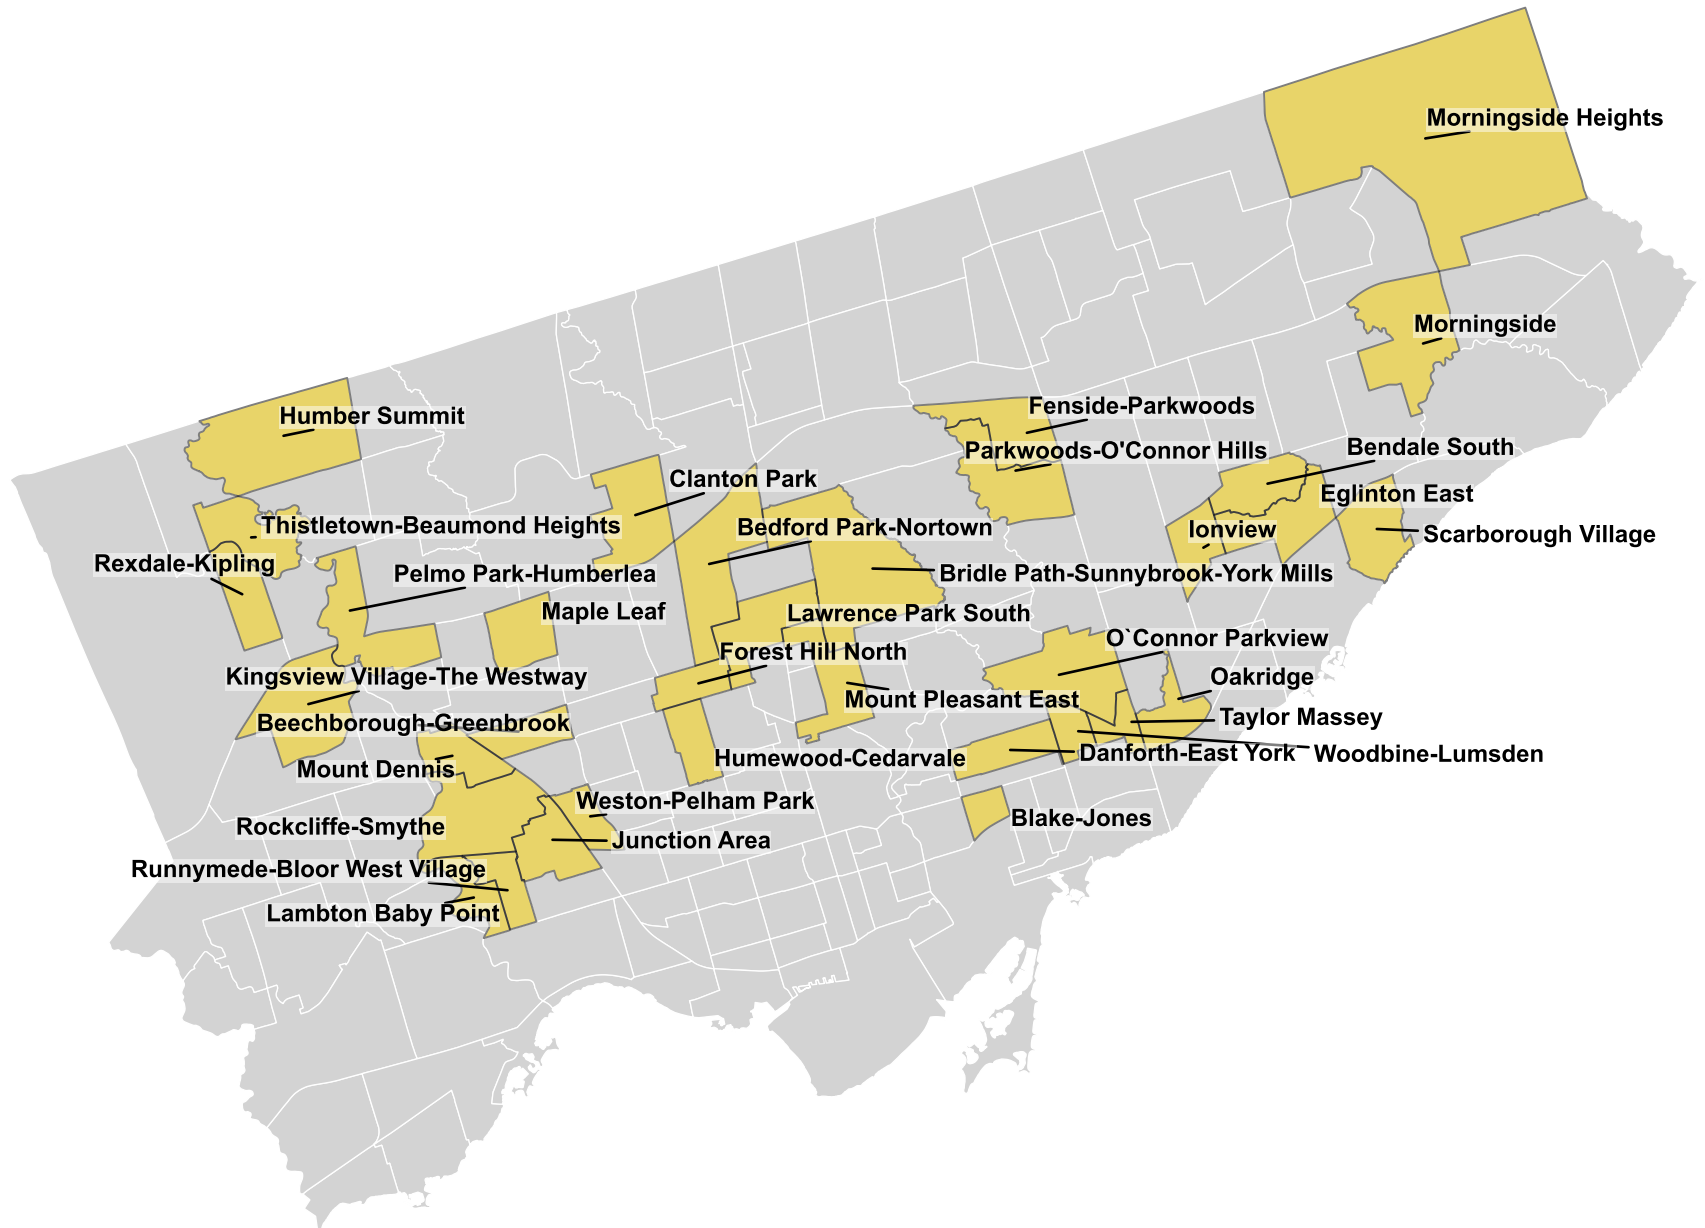 Morningside Heights
Morningside
Humber Summit
Fenside-Parkwoods
Parkwoods-O'Connor Hills
Bendale South
Clanton Park
Eglinton East
Thistletown-Beaumond Heights
Bedford Park-Nortown
Ionview
Scarborough Village
Rexdale-Kipling
Pelmo Park-Humberlea
Bridle Path-Sunnybrook-York Mills
Maple Leaf
Lawrence Park South
O`Connor Parkview
Forest Hill North
Kingsview Village-The Westway
Oakridge
Mount Pleasant East
Taylor Massey
Beechborough-Greenbrook
Humewood-Cedarvale
Danforth-East York
Woodbine-Lumsden
Mount Dennis
Weston-Pelham Park
Blake-Jones
Rockcliffe-Smythe
Junction Area
Runnymede-Bloor West Village
Lambton Baby Point